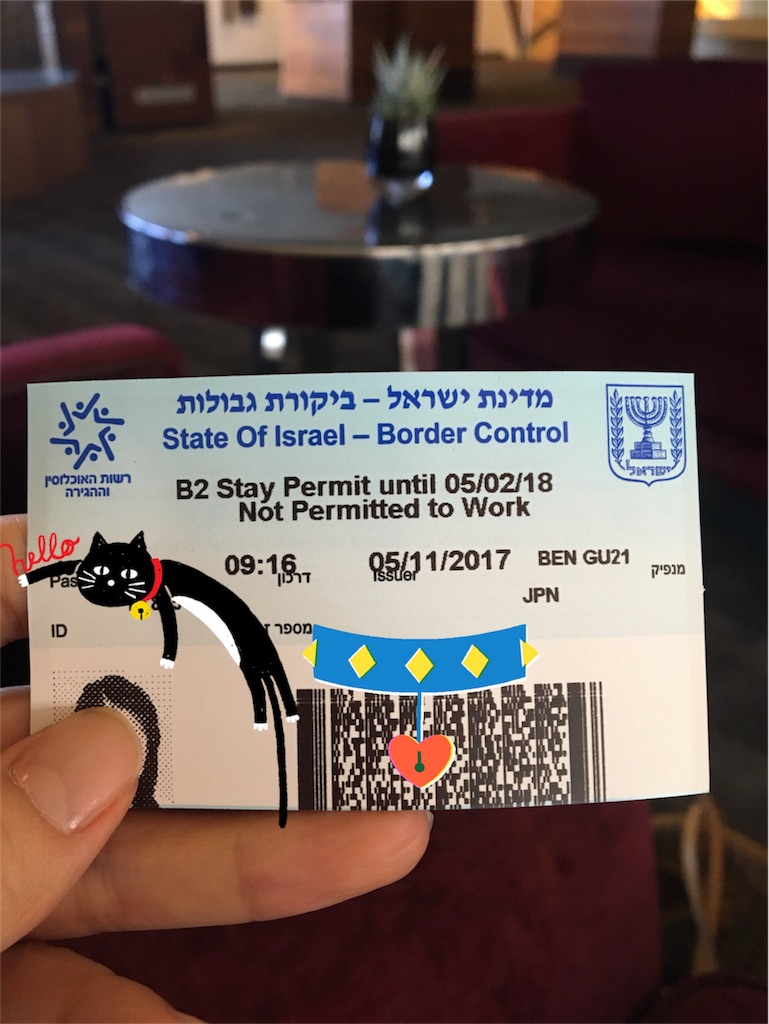 מדינת ישראל – ביקורת גבולות
State Of Israel – Border Control
רשות האוכלוסין
וההגירה
ישראל
B2 Stay Permit until 05/02/18
Not Permitted to Work
hello
09:16 05/11/2017 BEN GU21
דרכון Issuer מנפיק
JPN
ID מספר